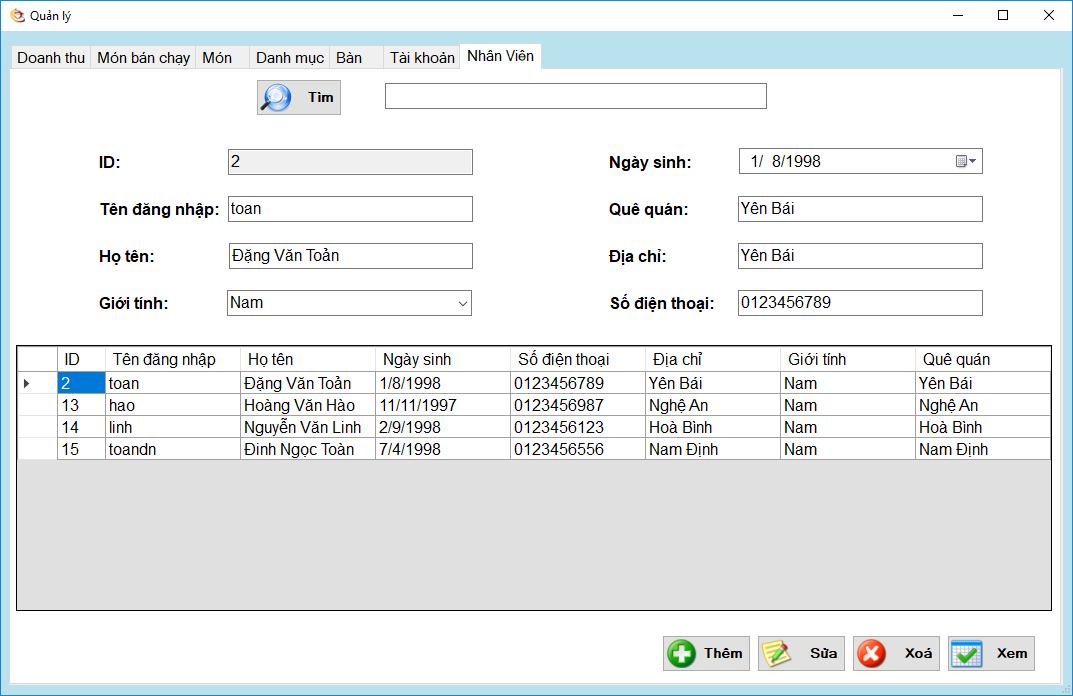 Quản lý
Doanh thu Món bán chạy Món Danh mục Bàn Tài khoản Nhân Viên
Tìm
ID: 2 Ngày sinh: 1/ 8/1998
Tên đăng nhập: toan Quê quán: Yên Bái
Họ tên: Đặng Văn Toản Địa chỉ: Yên Bái
Giới tính: Nam Số điện thoại: 0123456789
ID Tên đăng nhập Họ tên Ngày sinh Số điện thoại Địa chỉ Giới tính Quê quán
2 toan Đặng Văn Toản 1/8/1998 0123456789 Yên Bái Nam Yên Bái
13 hao Hoàng Văn Hào 11/11/1997 0123456987 Nghệ An Nam Nghệ An
14 linh Nguyễn Văn Linh 2/9/1998 0123456123 Hoà Bình Nam Hoà Bình
15 toandn Đinh Ngọc Toàn 7/4/1998 0123456556 Nam Định Nam Nam Định
Thêm Sửa Xoá Xem